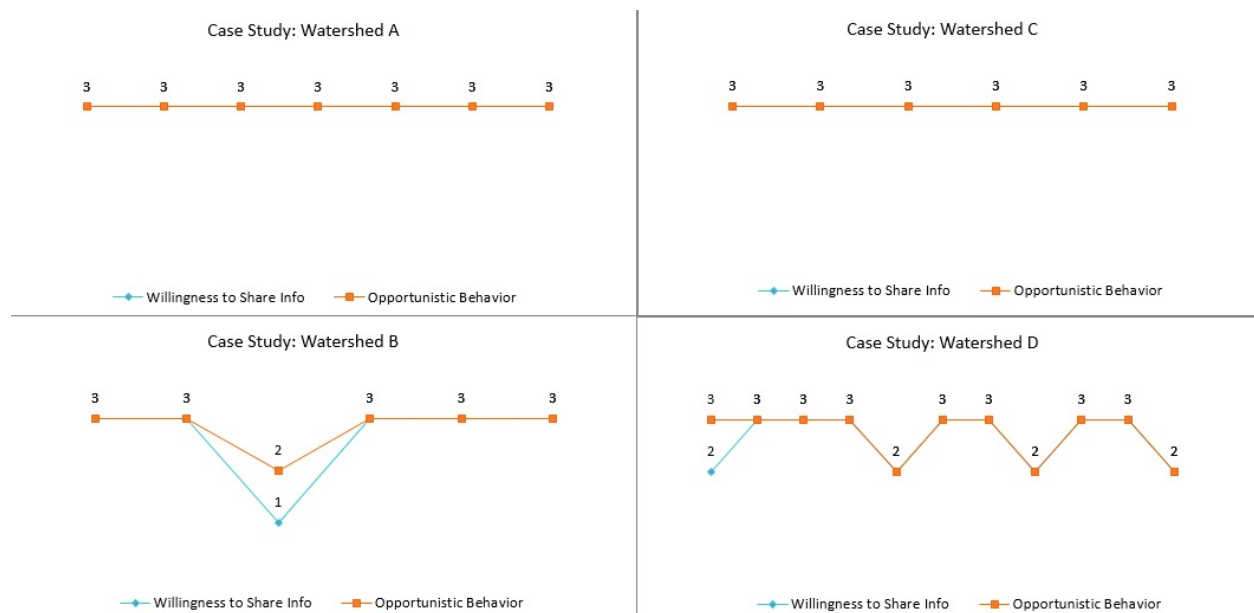 Case Study: Watershed A
3 3 3 3 3 3 3
Willingness to Share Info Opportunistic Behavior
Case Study: Watershed C
3 3 3 3 3 3
Willingness to Share Info Opportunistic Behavior
Case Study: Watershed B
3 3 3 3 3
2
1
Willingness to Share Info Opportunistic Behavior
Case Study: Watershed D
3 3 3 3 3 3 3 3
2 2 2 2
Willingness to Share Info Opportunistic Behavior